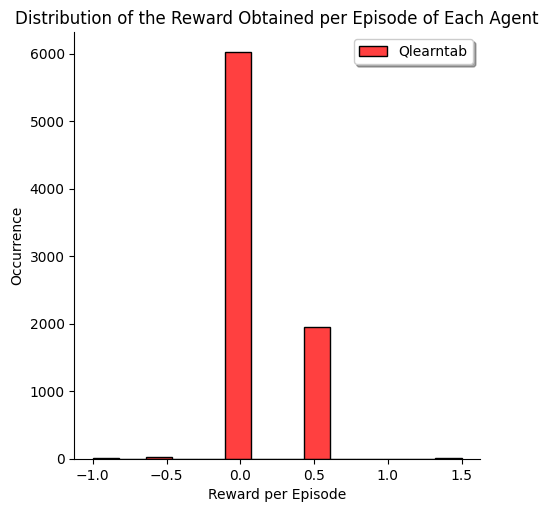 Distribution of the Reward Obtained per Episode of Each Agent
Qlearntab
6000
5000
4000
3000
2000
1000
0
Occurrence
−1.0 −0.5 0.0 0.5 1.0 1.5
Reward per Episode